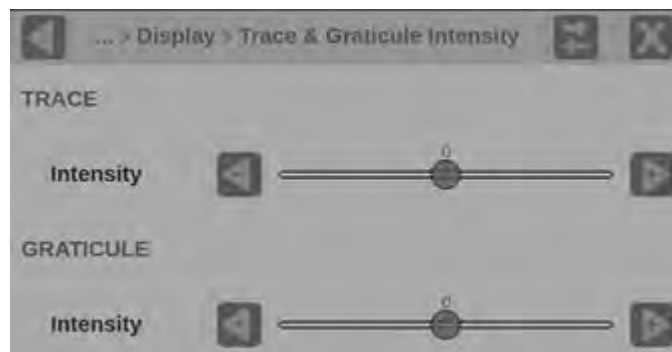 ... > Display > Trace & Graticule Intensity
TRACE
0
Intensity
GRATICULE
0
Intensity